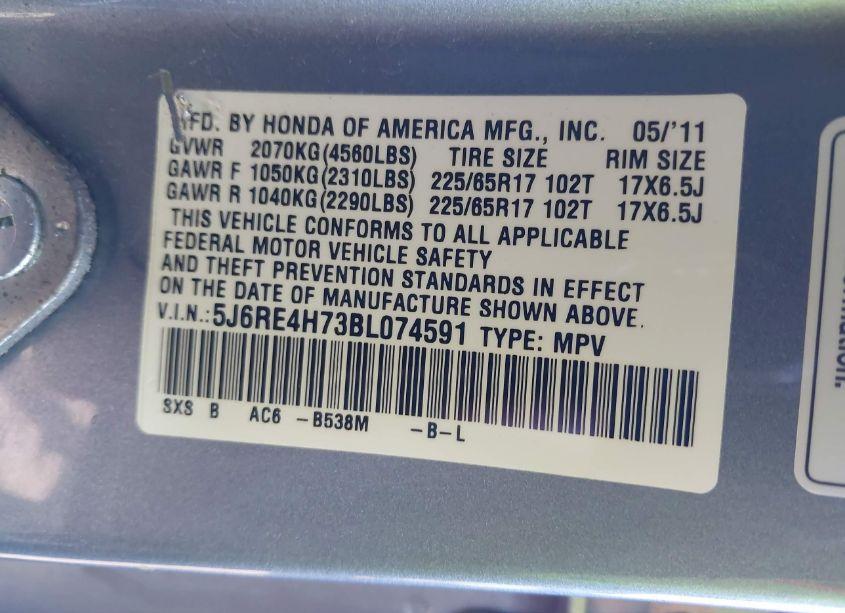 MFD. BY HONDA OF AMERICA MFG., INC. 05/'11
GVWR 2070KG(4560LBS) TIRE SIZE RIM SIZE
GAWR F 1050KG(2310LBS) 225/65R17 102T 17X6.5J
GAWR R 1040KG(2290LBS) 225/65R17 102T 17X6.5J
THIS VEHICLE CONFORMS TO ALL APPLICABLE
FEDERAL MOTOR VEHICLE SAFETY
AND THEFT PREVENTION STANDARDS IN EFFECT
ON THE DATE OF MANUFACTURE SHOWN ABOVE.
V.I.N.:5J6RE4H73BL074591 TYPE: MPV
SXS B AC6 -B538M -B-L